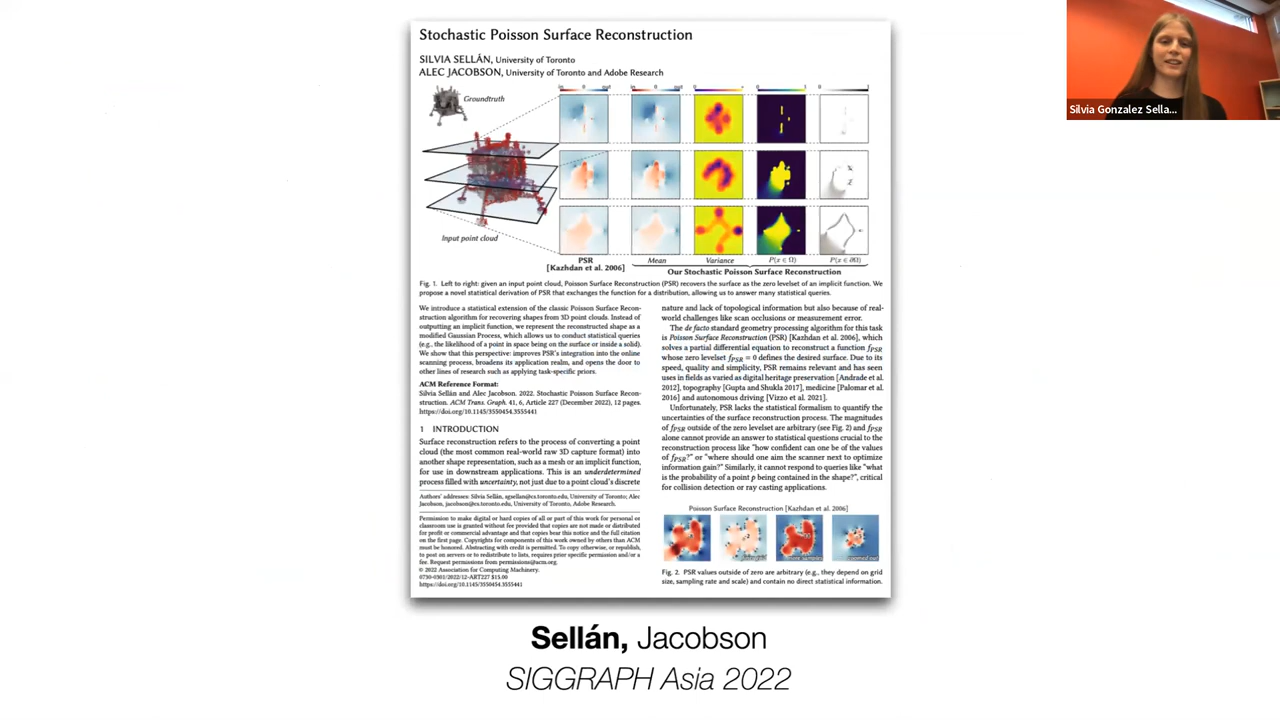 Stochastic Poisson Surface Reconstruction
SILVIA SELLÁN, University of Toronto
ALEC JACOBSON, University of Toronto and Adobe Research
in 0 out
in 0 out
0 +
0 1
0
Groundtruth
Input point cloud
PSR
[Kazhdan et al. 2006]
Mean
Variance
P(x ∈ Ω)
P(x ∈ ∂Ω)
Our Stochastic Poisson Surface Reconstruction
Fig. 1. Left to right: given an input point cloud, Poisson Surface Reconstruction (PSR) recovers the surface as the zero levelset of an implicit function. We
propose a novel statistical derivation of PSR that exchanges the function for a distribution, allowing us to answer many statistical queries.
We introduce a statistical extension of the classic Poisson Surface Recon-
struction algorithm for recovering shapes from 3D point clouds. Instead of
outputting an implicit function, we represent the reconstructed shape as a
modified Gaussian Process, which allows us to conduct statistical queries
(e.g., the likelihood of a point in space being on the surface or inside a solid).
We show that this perspective: improves PSR's integration into the online
scanning process, broadens its application realm, and opens the door to
other lines of research such as applying task-specific priors.
ACM Reference Format:
Silvia Sellán and Alec Jacobson. 2022. Stochastic Poisson Surface Recon-
struction. ACM Trans. Graph. 41, 6, Article 227 (December 2022), 12 pages.
https://doi.org/10.1145/3550454.3555441
1 INTRODUCTION
Surface reconstruction refers to the process of converting a point
cloud (the most common real-world raw 3D capture format) into
another shape representation, such as a mesh or an implicit function,
for use in downstream applications. This is an underdetermined
process filled with uncertainty, not just due to a point cloud's discrete
Authors' addresses: Silvia Sellán, sgsellan@cs.toronto.edu, University of Toronto; Alec
Jacobson, jacobson@cs.toronto.edu, University of Toronto, Adobe Research.
Permission to make digital or hard copies of all or part of this work for personal or
classroom use is granted without fee provided that copies are not made or distributed
for profit or commercial advantage and that copies bear this notice and the full citation
on the first page. Copyrights for components of this work owned by others than ACM
must be honored. Abstracting with credit is permitted. To copy otherwise, or republish,
to post on servers or to redistribute to lists, requires prior specific permission and/or a
fee. Request permissions from permissions@acm.org.
© 2022 Association for Computing Machinery.
0730-0301/2022/12-ART227 $15.00
https://doi.org/10.1145/3550454.3555441
nature and lack of topological information but also because of real-
world challenges like scan occlusions or measurement error.
The de facto standard geometry processing algorithm for this task
is Poisson Surface Reconstruction (PSR) [Kazhdan et al. 2006], which
solves a partial differential equation to reconstruct a function fPSR
whose zero levelset fPSR = 0 defines the desired surface. Due to its
speed, quality and simplicity, PSR remains relevant and has seen
uses in fields as varied as digital heritage preservation [Andrade et al.
2012], topography [Gupta and Shukla 2017], medicine [Palomar et al.
2016] and autonomous driving [Vizzo et al. 2021].
Unfortunately, PSR lacks the statistical formalism to quantify the
uncertainties of the surface reconstruction process. The magnitudes
of fPSR outside of the zero levelset are arbitrary (see Fig. 2) and fPSR
alone cannot provide an answer to statistical questions crucial to the
reconstruction process like "how confident can one be of the values
of fPSR?" or "where should one aim the scanner next to optimize
information gain?" Similarly, it cannot respond to queries like "what
is the probability of a point p being contained in the shape?", critical
for collision detection or ray casting applications.
Poisson Surface Reconstruction [Kazhdan et al. 2006]
Fig. 2. PSR values outside of zero are arbitrary (e.g., they depend on grid
size, sampling rate and scale) and contain no direct statistical information.
Sellán, Jacobson
SIGGRAPH Asia 2022
Silvia Gonzalez Sella...